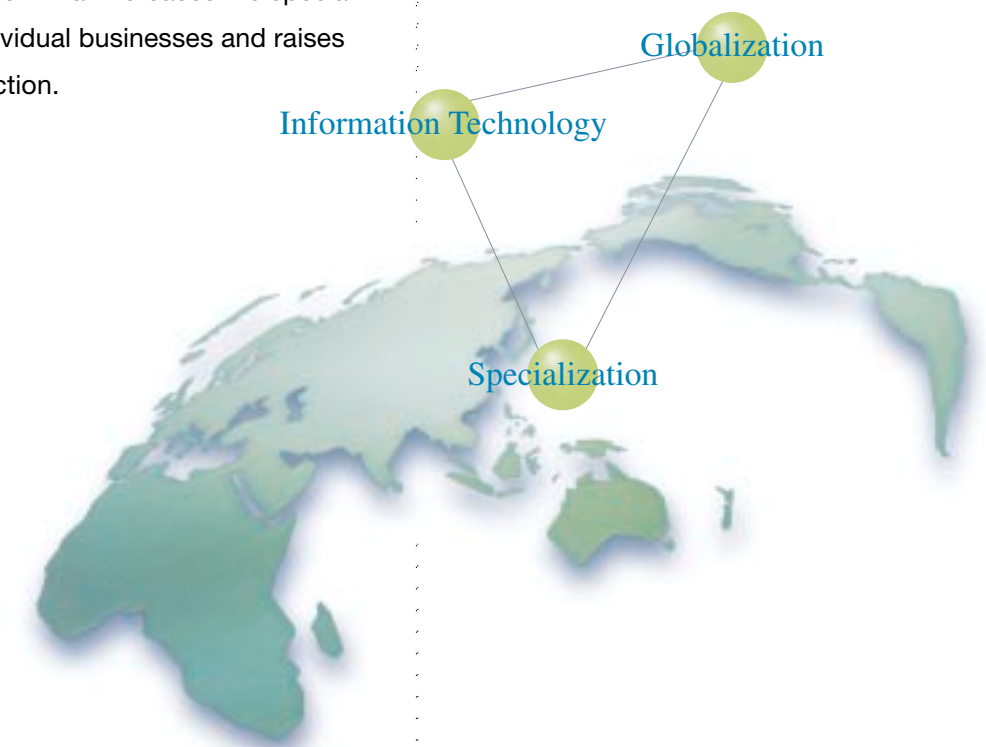 vidual businesses and raises
ction.
Globalization
Information Technology
Specialization